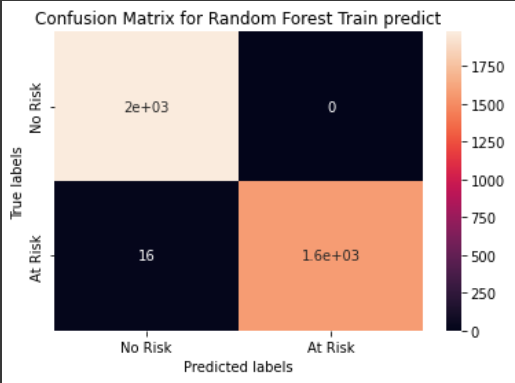 Confusion Matrix for Random Forest Train predict
No Risk
At Risk
True labels
2e+03
0
16
1.6e+03
No Risk
At Risk
Predicted labels
1750
1500
1250
1000
750
500
250
0